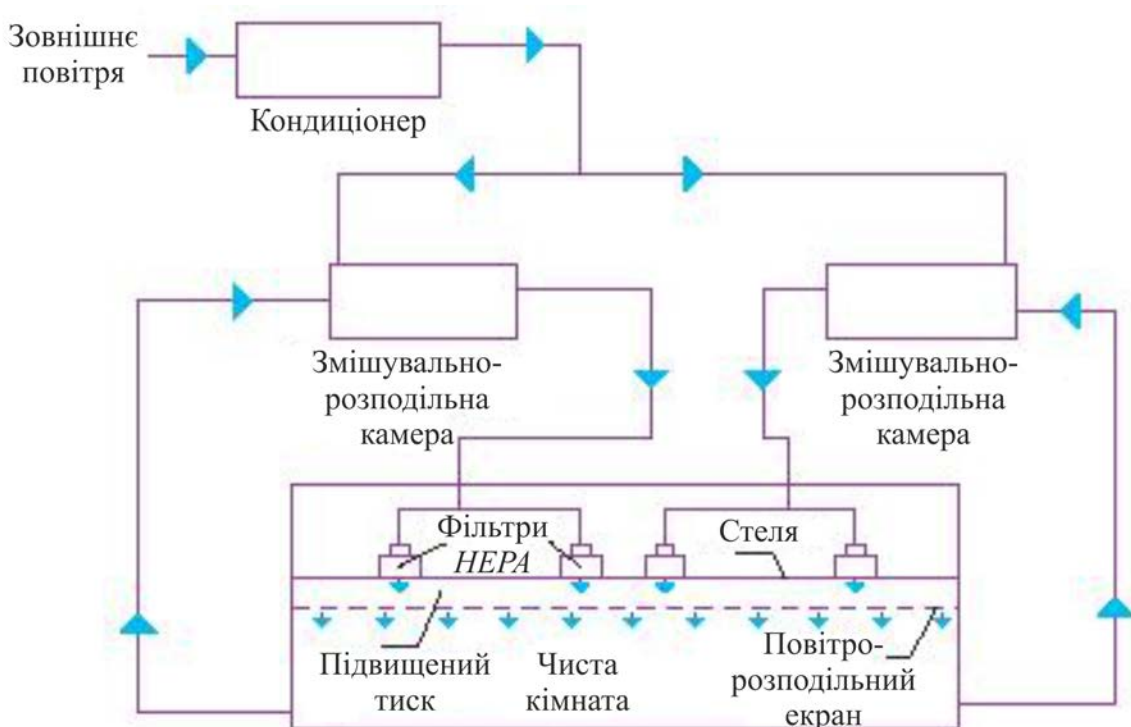 Зовнішнє
повітря
Кондиціонер
Змішувально-
розподільна
камера
Змішувально-
розподільна
камера
Фільтри
HEPA
Стеля
Підвищений
тиск
Чиста
кімната
Повітро-
розподільний
екран